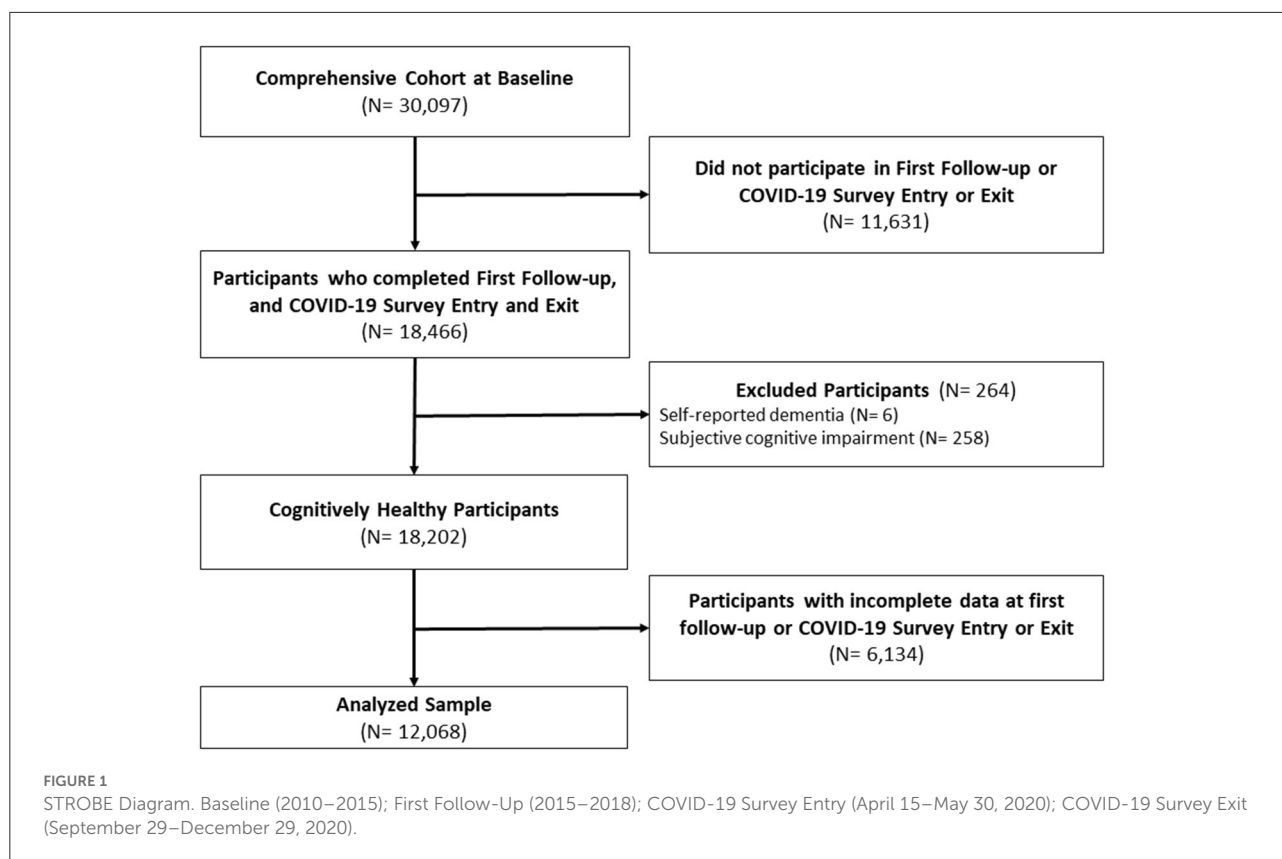 Comprehensive Cohort at Baseline
(N= 30,097)
Did not participate in First Follow-up or
COVID-19 Survey Entry or Exit
(N= 11,631)
Participants who completed First Follow-up,
and COVID-19 Survey Entry and Exit
(N= 18,466)
Excluded Participants (N= 264)
Self-reported dementia (N= 6)
Subjective cognitive impairment (N= 258)
Cognitively Healthy Participants
(N= 18,202)
Participants with incomplete data at first
follow-up or COVID-19 Survey Entry or Exit
(N= 6,134)
Analyzed Sample
(N= 12,068)
FIGURE 1
STROBE Diagram. Baseline (2010–2015); First Follow-Up (2015–2018); COVID-19 Survey Entry (April 15–May 30, 2020); COVID-19 Survey Exit
(September 29–December 29, 2020).